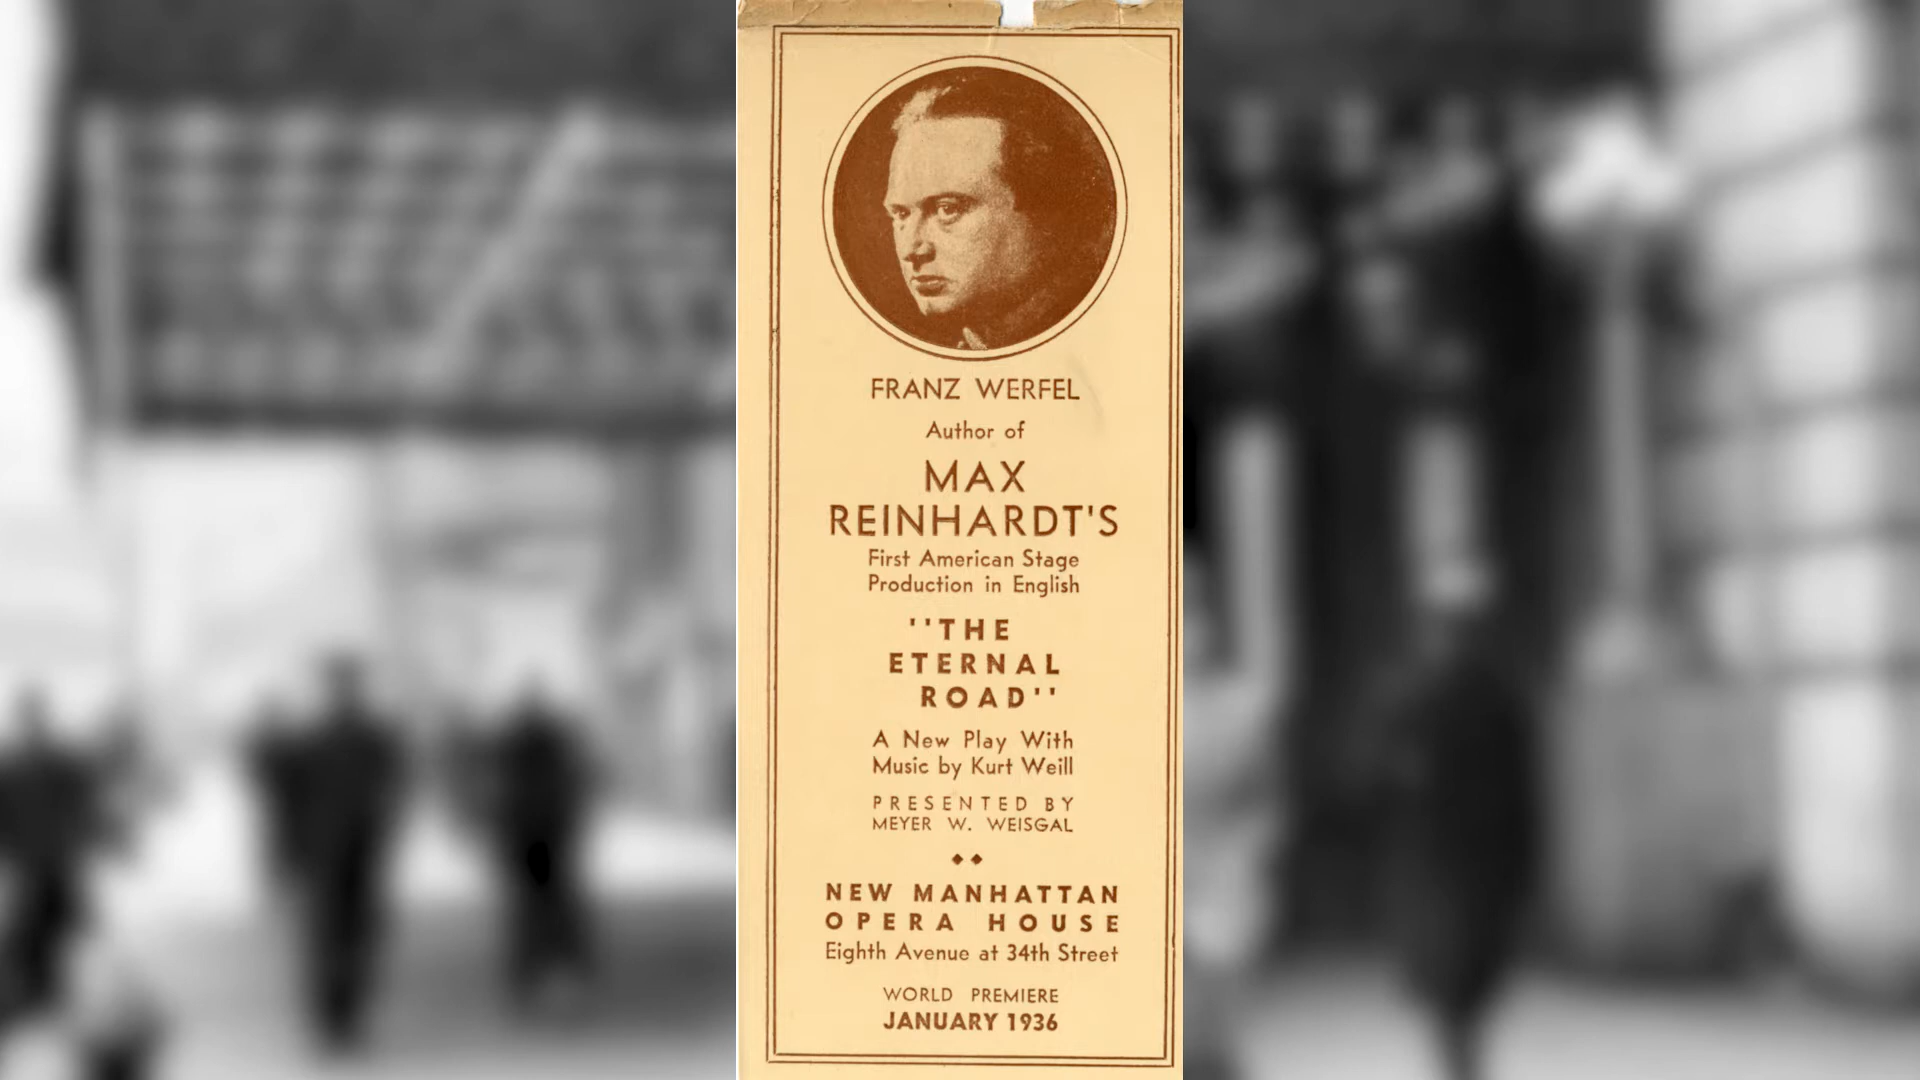 FRANZ WERFEL
Author of
MAX
REINHARDT'S
First American Stage
Production in English
''THE
ETERNAL
ROAD''
A New Play With
Music by Kurt Weill
PRESENTED BY
MEYER W. WEISGAL
NEW MANHATTAN
OPERA HOUSE
Eighth Avenue at 34th Street
WORLD PREMIERE
JANUARY 1936